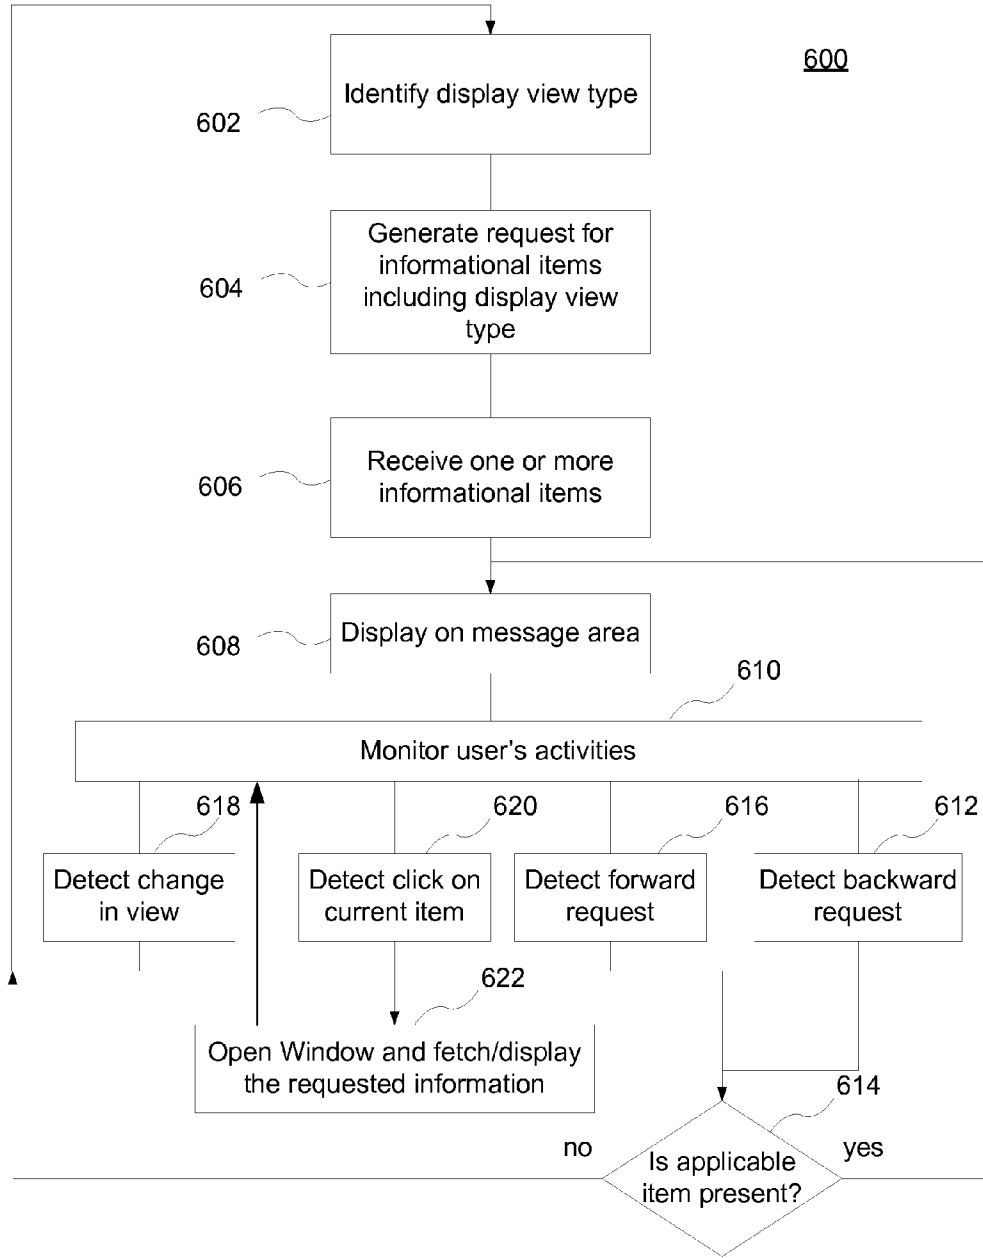 600
Identify display view type
602
Generate request for
informational items
including display view
type
604
Receive one or more
informational items
606
Display on message area
608
610
Monitor user's activities
618
620
616
612
Detect change
in view
Detect click on
current item
Detect forward
request
Detect backward
request
622
Open Window and fetch/display
the requested information
614
no
Is applicable
item present?
yes